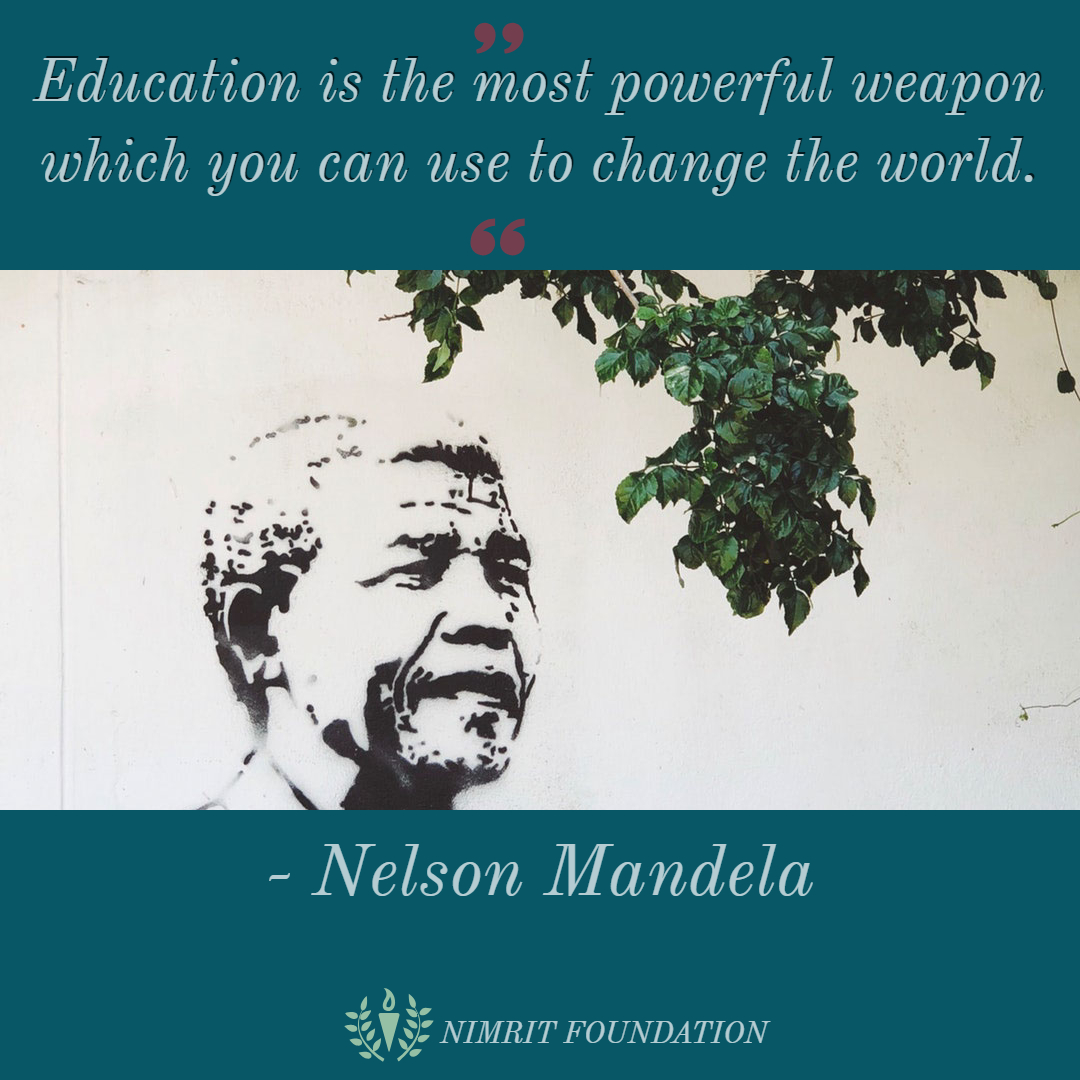 ”
Education is the most powerful weapon
which you can use to change the world.
“
- Nelson Mandela
NIMRIT FOUNDATION